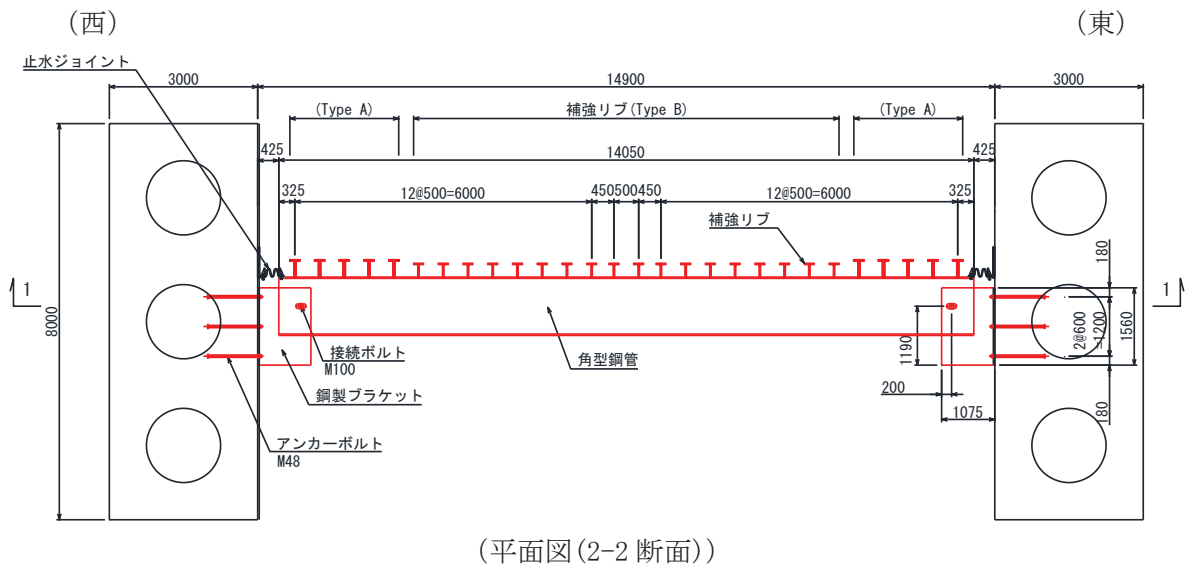 (西)
(東)
止水ジョイント
3000
14900
3000
(Type A)
補強リブ(Type B)
(Type A)
425
14050
425
325
12@500=6000
450
500
450
12@500=6000
325
補強リブ
180
1
1
8000
2@600
=1200
1560
1190
接続ボルト
M100
角型鋼管
鋼製ブラケット
200
1075
180
アンカーボルト
M48
(平面図(2-2 断面))